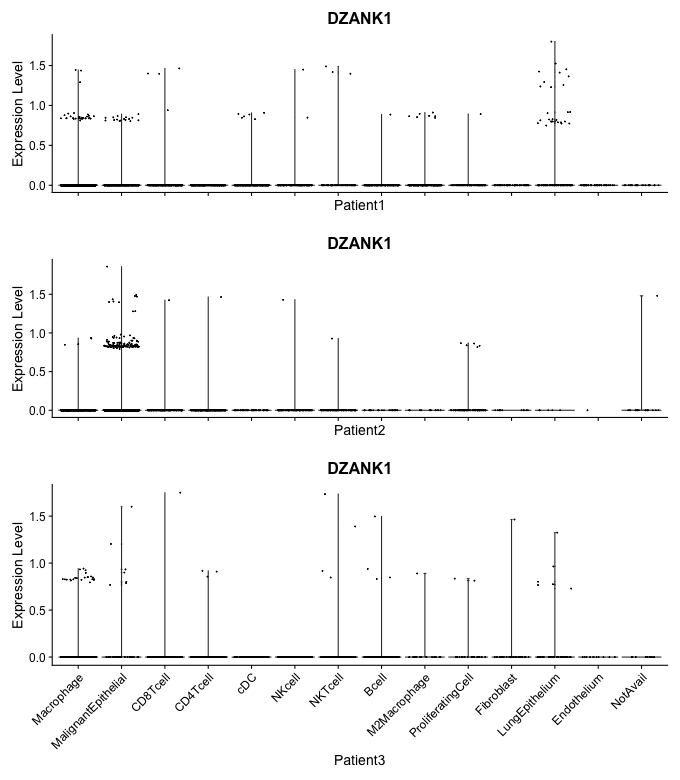 DZANK1
Expression Level
1.5
1.0
0.5
0.0
Patient1
DZANK1
Expression Level
1.5
1.0
0.5
0.0
Patient2
DZANK1
Expression Level
1.5
1.0
0.5
0.0
Macrophage
MalignantEpithelial
CD8Tcell
CD4Tcell
cDC
NKcell
NKTcell
Bcell
M2Macrophage
ProliferatingCell
Fibroblast
LungEpithelium
Endothelium
NotAvail
Patient3